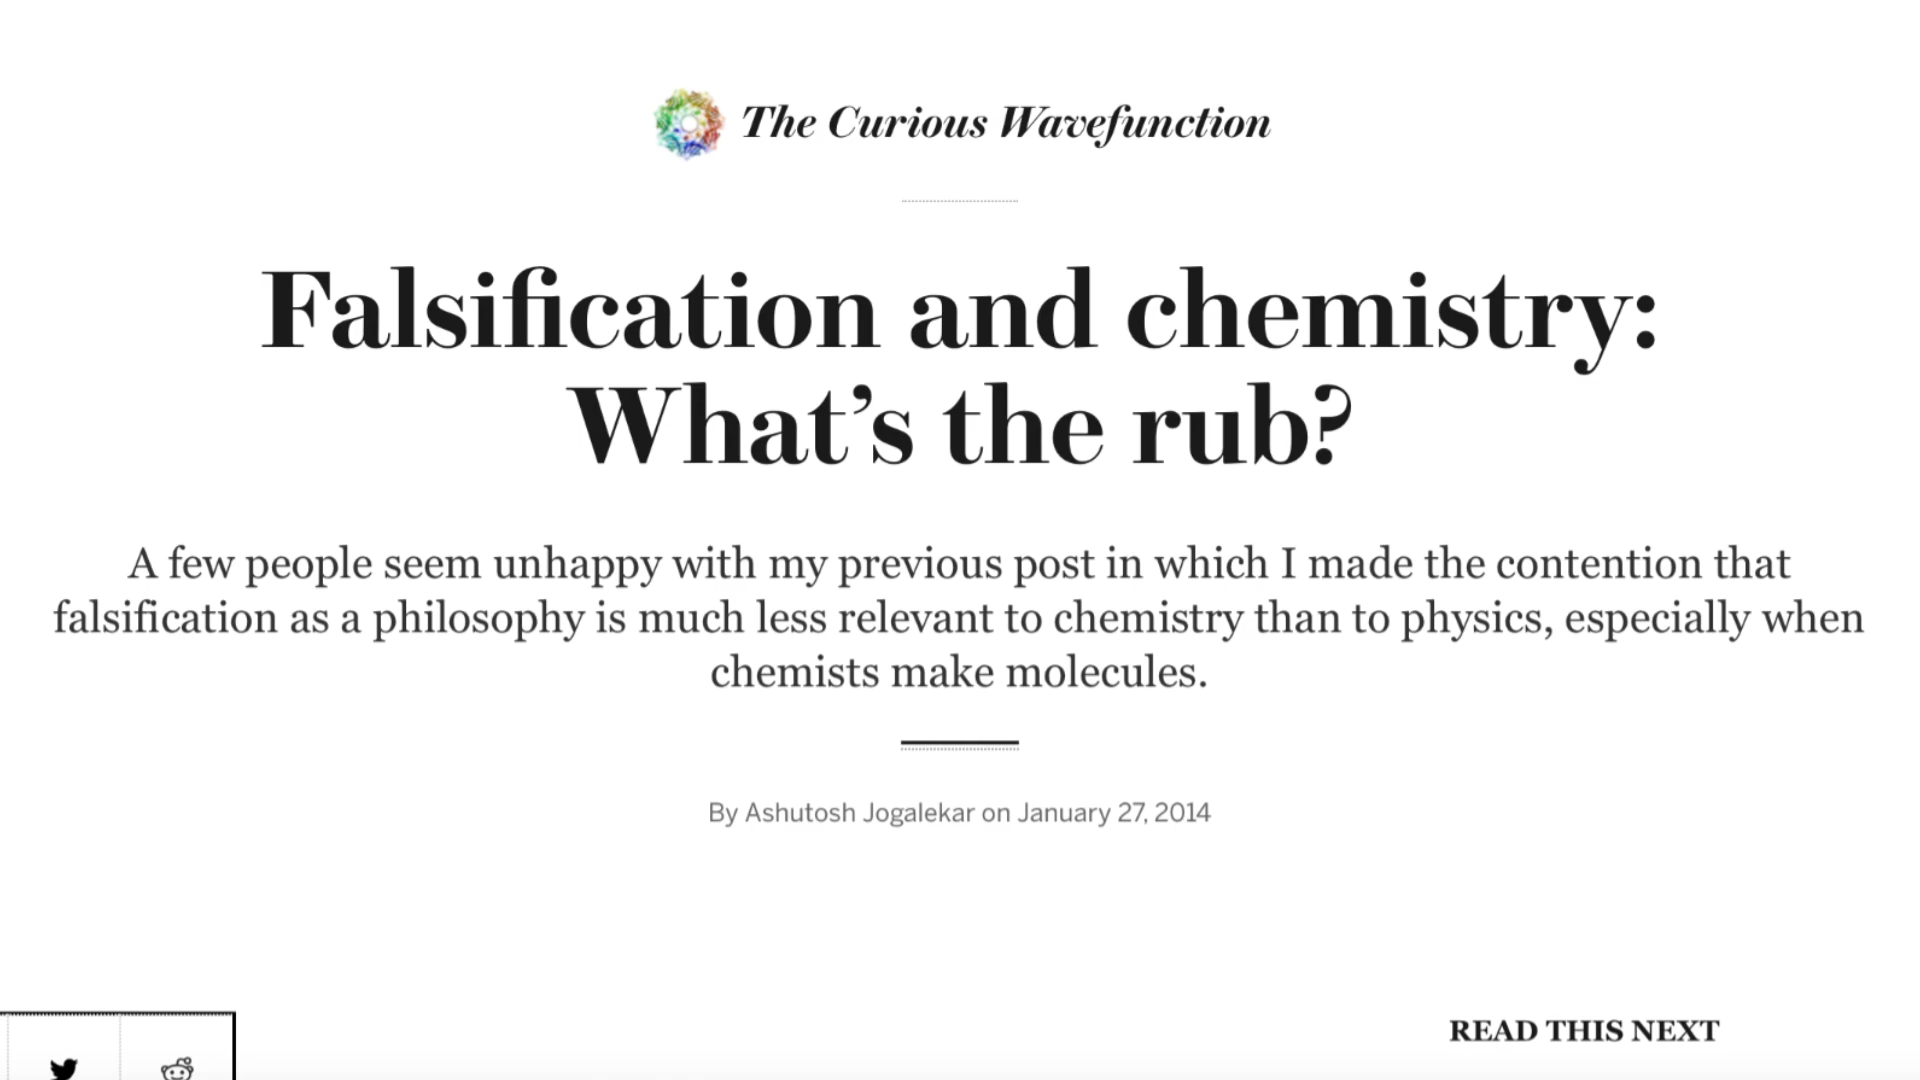 The Curious Wavefunction
Falsification and chemistry:
What’s the rub?
A few people seem unhappy with my previous post in which I made the contention that
falsification as a philosophy is much less relevant to chemistry than to physics, especially when
chemists make molecules.
By Ashutosh Jogalekar on January 27, 2014
READ THIS NEXT